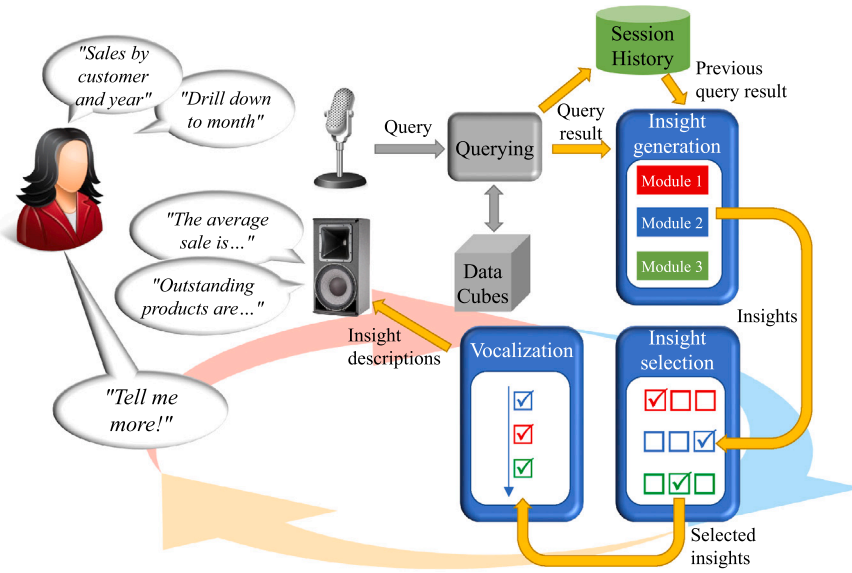 "Sales by
customer
and year"
"Drill down
to month"
Query
Querying
Query
result
Session
History
Previous
query result
Insight
generation
Module 1
Module 2
Module 3
"The average
sale is…"
"Outstanding
products are…"
Data
Cubes
Insights
Insight
descriptions
Vocalization
Insight
selection
"Tell me
more!"
Selected
insights